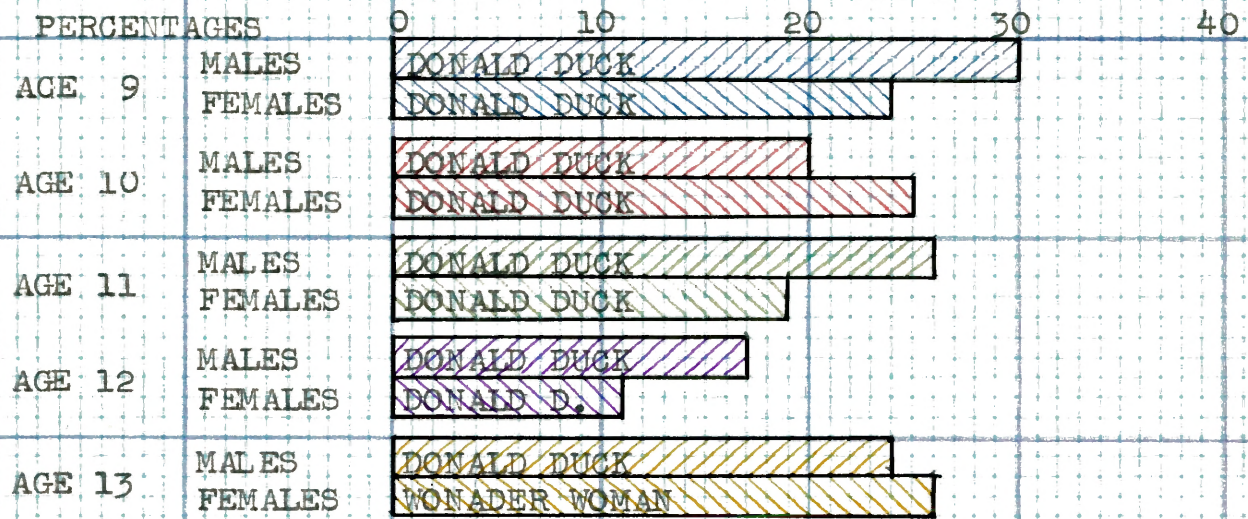 PERCENTAGES 0 10 20 30 40
AGE 9
MALES DONALD DUCK
FEMALES DONALD DUCK
AGE 10
MALES DONALD DUCK
FEMALES DONALD DUCK
AGE 11
MALES DONALD DUCK
FEMALES DONALD DUCK
AGE 12
MALES DONALD DUCK
FEMALES DONALD D.
AGE 13
MALES DONALD DUCK
FEMALES WONADER WOMAN